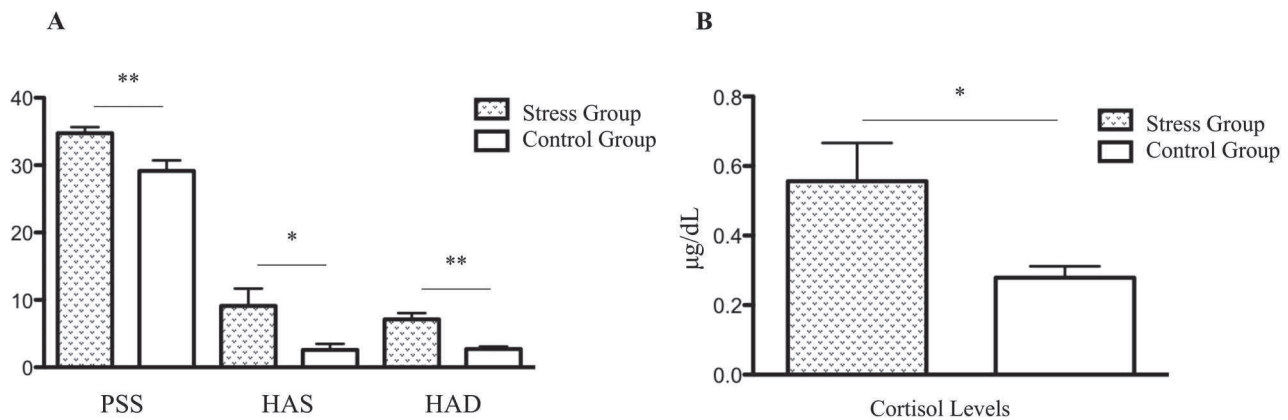 A
**
40
30
20
10
0
*
**
Stress Group
Control Group
PSS
HAS
HAD
B
*
0.8
0.6
0.4
0.2
0.0
µg/dL
Stress Group
Control Group
Cortisol Levels